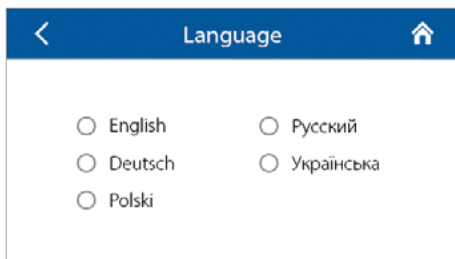 Language
English
Deutsch
Polski
Русский
Українська